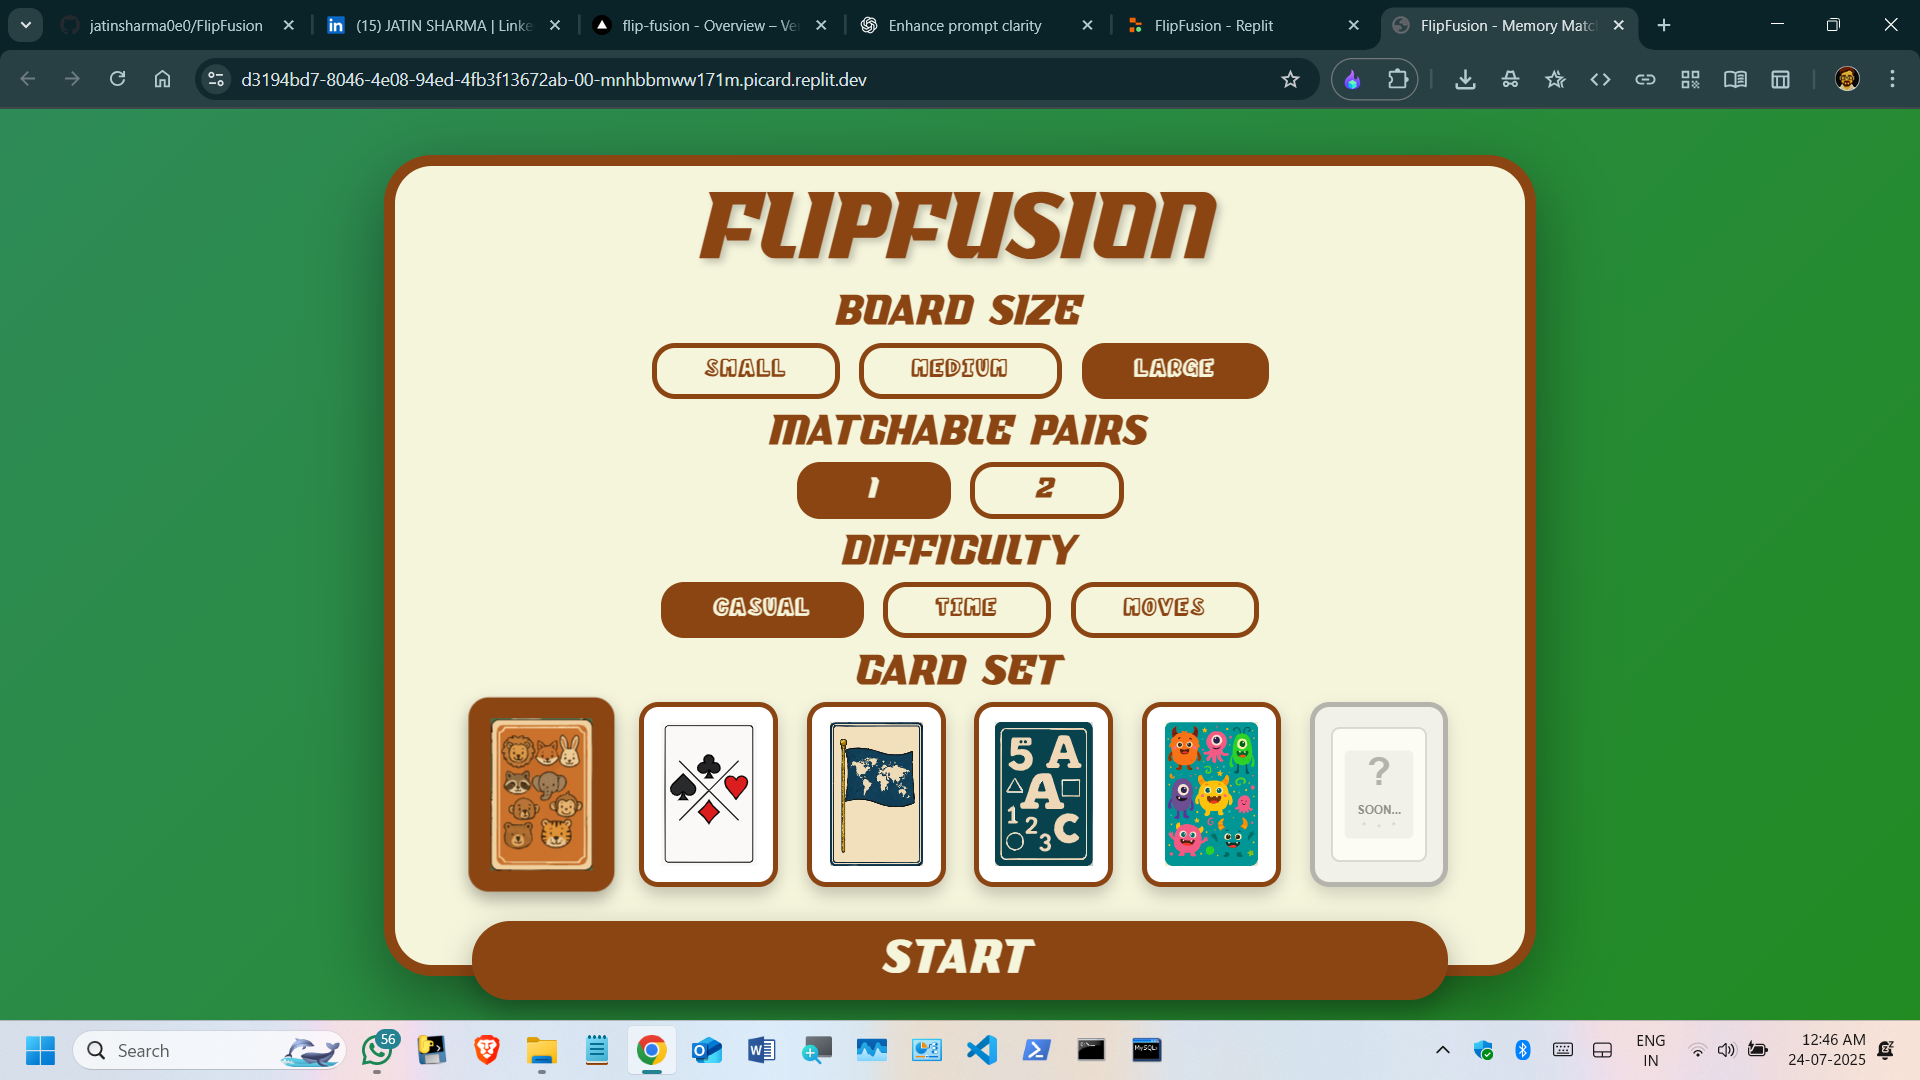 jatinsharma0e0/FlipFusion
(15) JATIN SHARMA | Linke
flip-fusion - Overview – Ve
Enhance prompt clarity
FlipFusion - Replit
FlipFusion - Memory Matc
d3194bd7-8046-4e08-94ed-4fb3f13672ab-00-mnhbbmww171m.picard.replit.dev
FLIPFUSION
BOARD SIZE
SMALL
MEDIUM
LARGE
MATCHABLE PAIRS
1
2
DIFFICULTY
CASUAL
TIME
MOVES
CARD SET
5 A
A
1 2 3 C
?
SOON...
START
Search
56
MySQL
ENG
IN
12:46 AM
24-07-2025